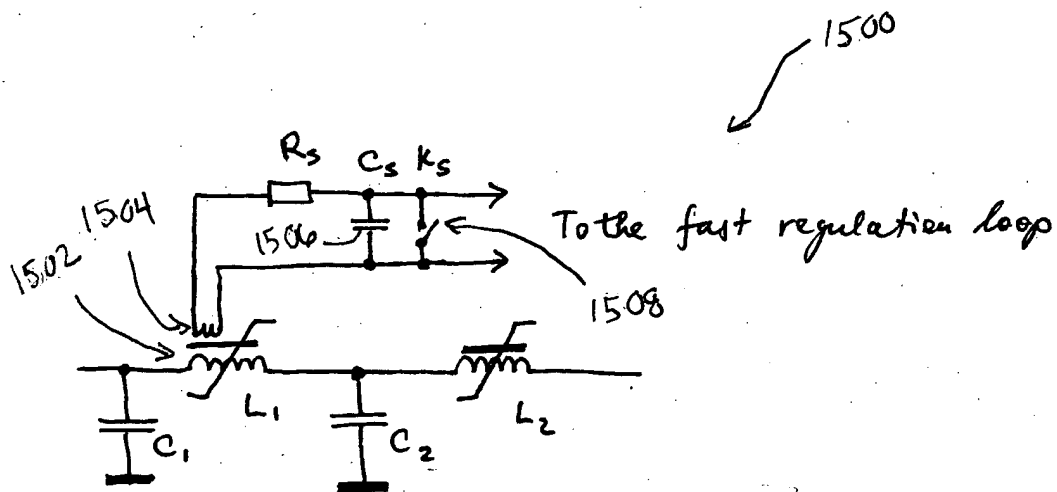 1500
Rs Cs Ks
1504
1506
To the fast regulation loop
1502
1508
L1
L2
C1
C2